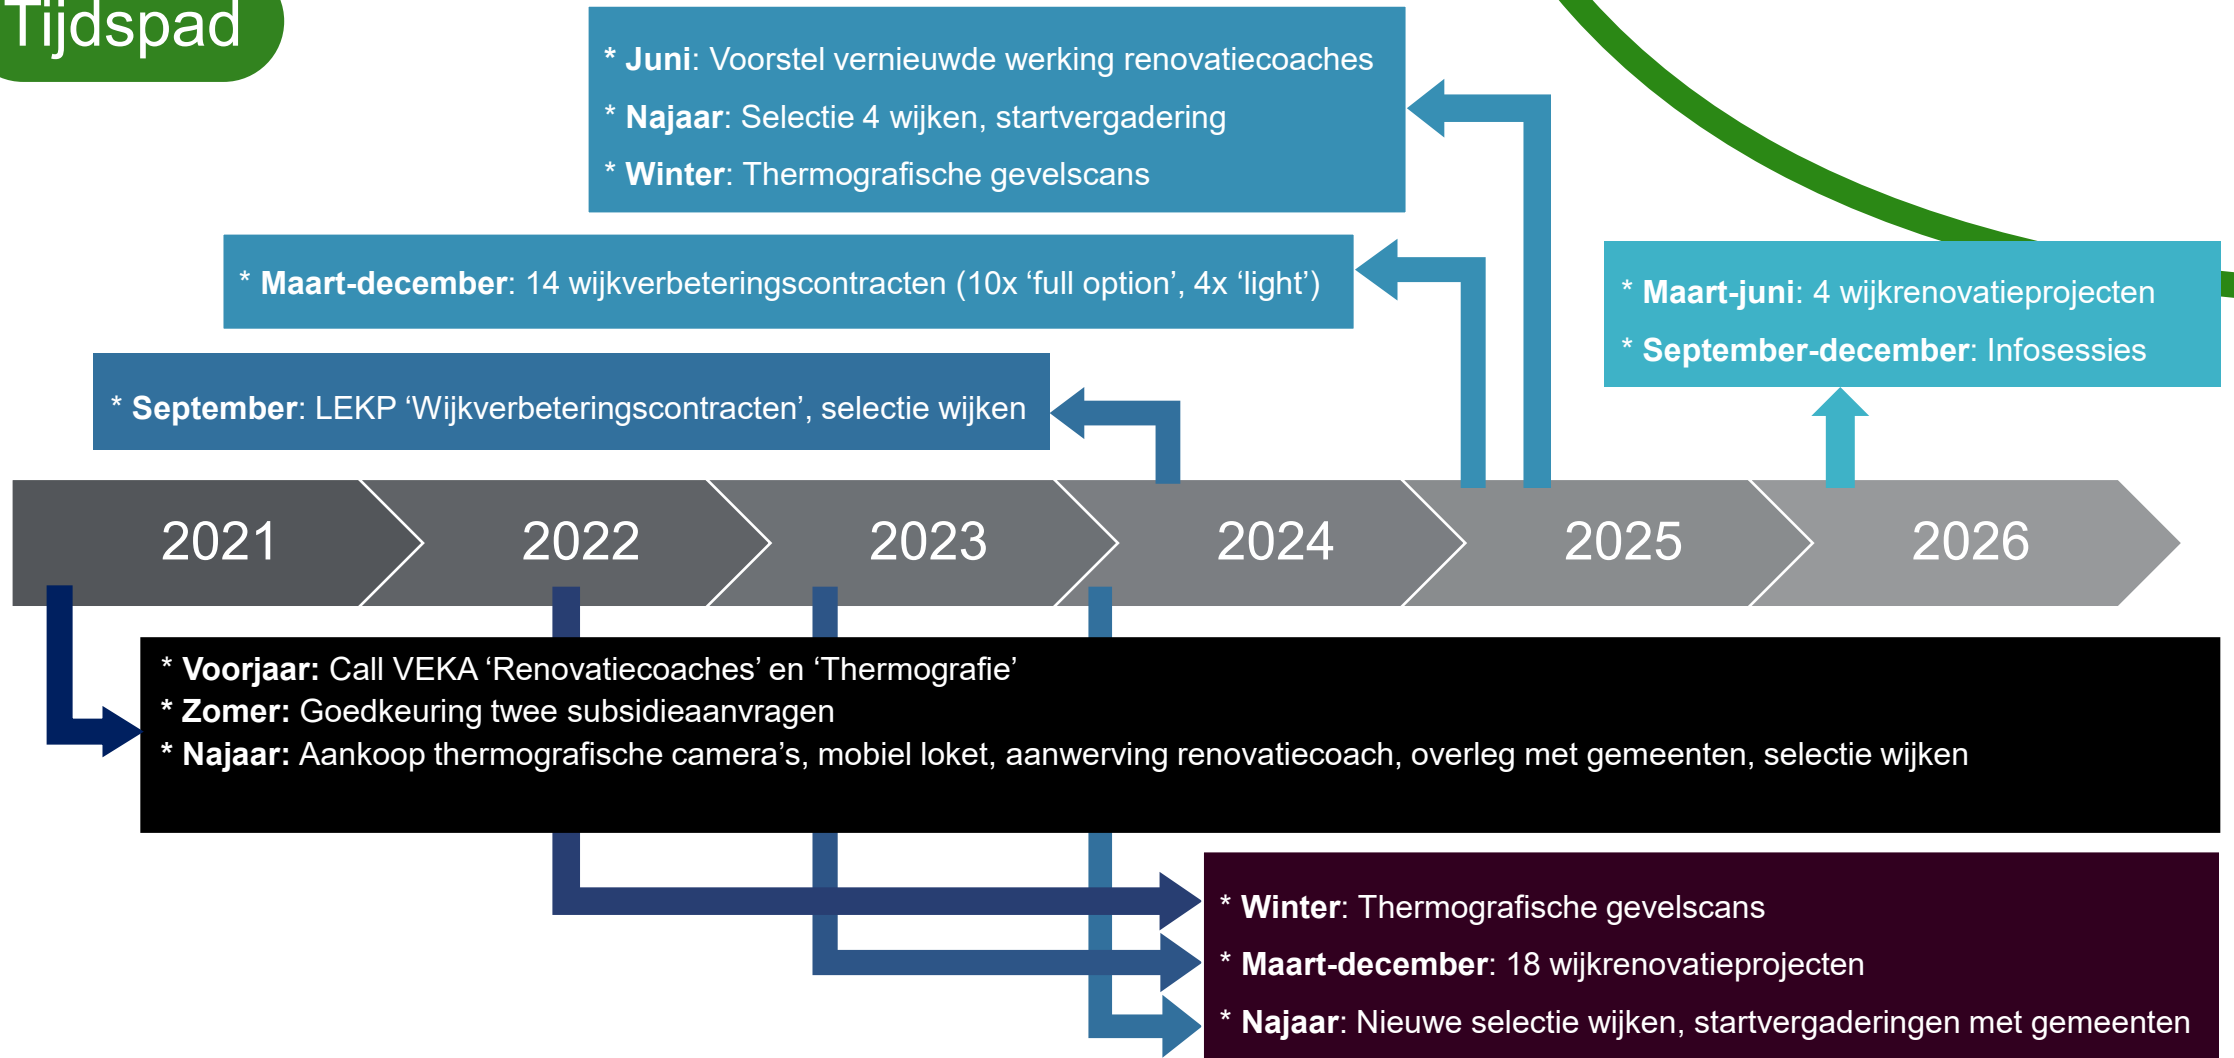 Tijdspad
* Juni: Voorstel vernieuwde werking renovatiecoaches
* Najaar: Selectie 4 wijken, startvergadering
* Winter: Thermografische gevelscans
* Maart-december: 14 wijkverbeteringscontracten (10x ‘full option’, 4x ‘light’)
* Maart-juni: 4 wijkrenovatieprojecten
* September-december: Infosessies
* September: LEKP ‘Wijkverbeteringscontracten’, selectie wijken
2021 2022 2023 2024 2025 2026
* Voorjaar: Call VEKA ‘Renovatiecoaches’ en ‘Thermografie’
* Zomer: Goedkeuring twee subsidieaanvragen
* Najaar: Aankoop thermografische camera’s, mobiel loket, aanwerving renovatiecoach, overleg met gemeenten, selectie wijken
* Winter: Thermografische gevelscans
* Maart-december: 18 wijkrenovatieprojecten
* Najaar: Nieuwe selectie wijken, startvergaderingen met gemeenten